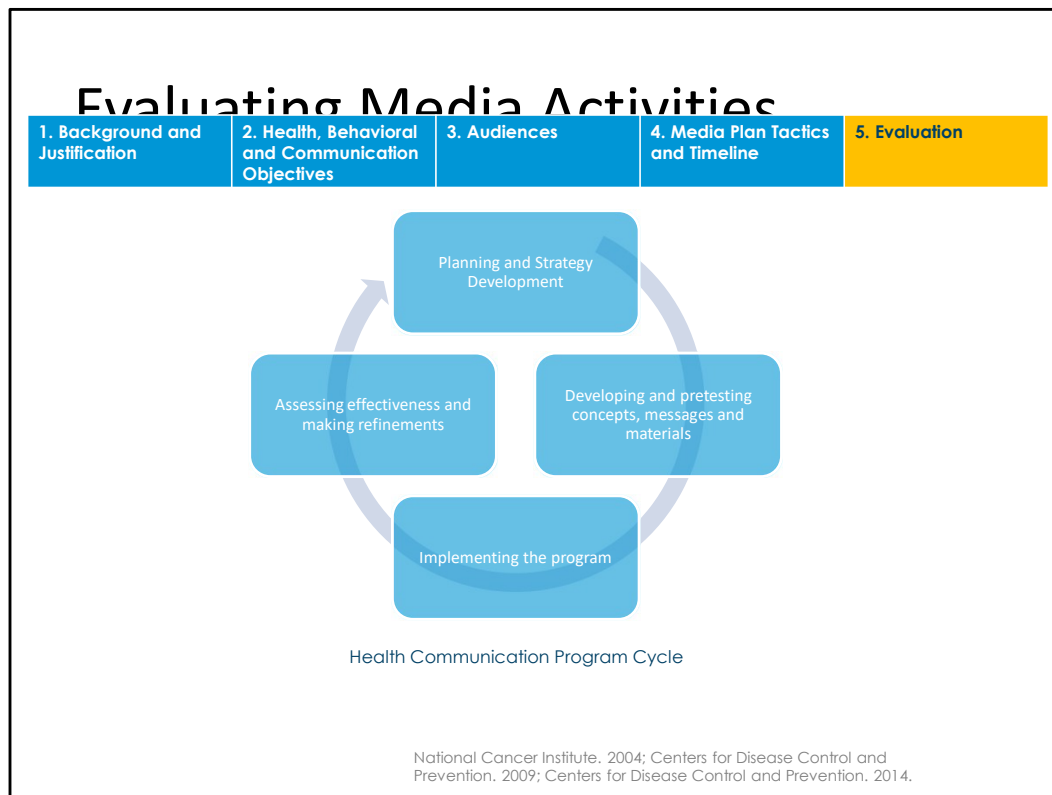 Evaluating Media Activities
1. Background and
Justification
2. Health, Behavioral
and Communication
Objectives
3. Audiences
4. Media Plan Tactics
and Timeline
5. Evaluation
Planning and Strategy
Development
Assessing effectiveness and
making refinements
Developing and pretesting
concepts, messages and
materials
Implementing the program
Health Communication Program Cycle
National Cancer Institute. 2004; Centers for Disease Control and
Prevention. 2009; Centers for Disease Control and Prevention. 2014.